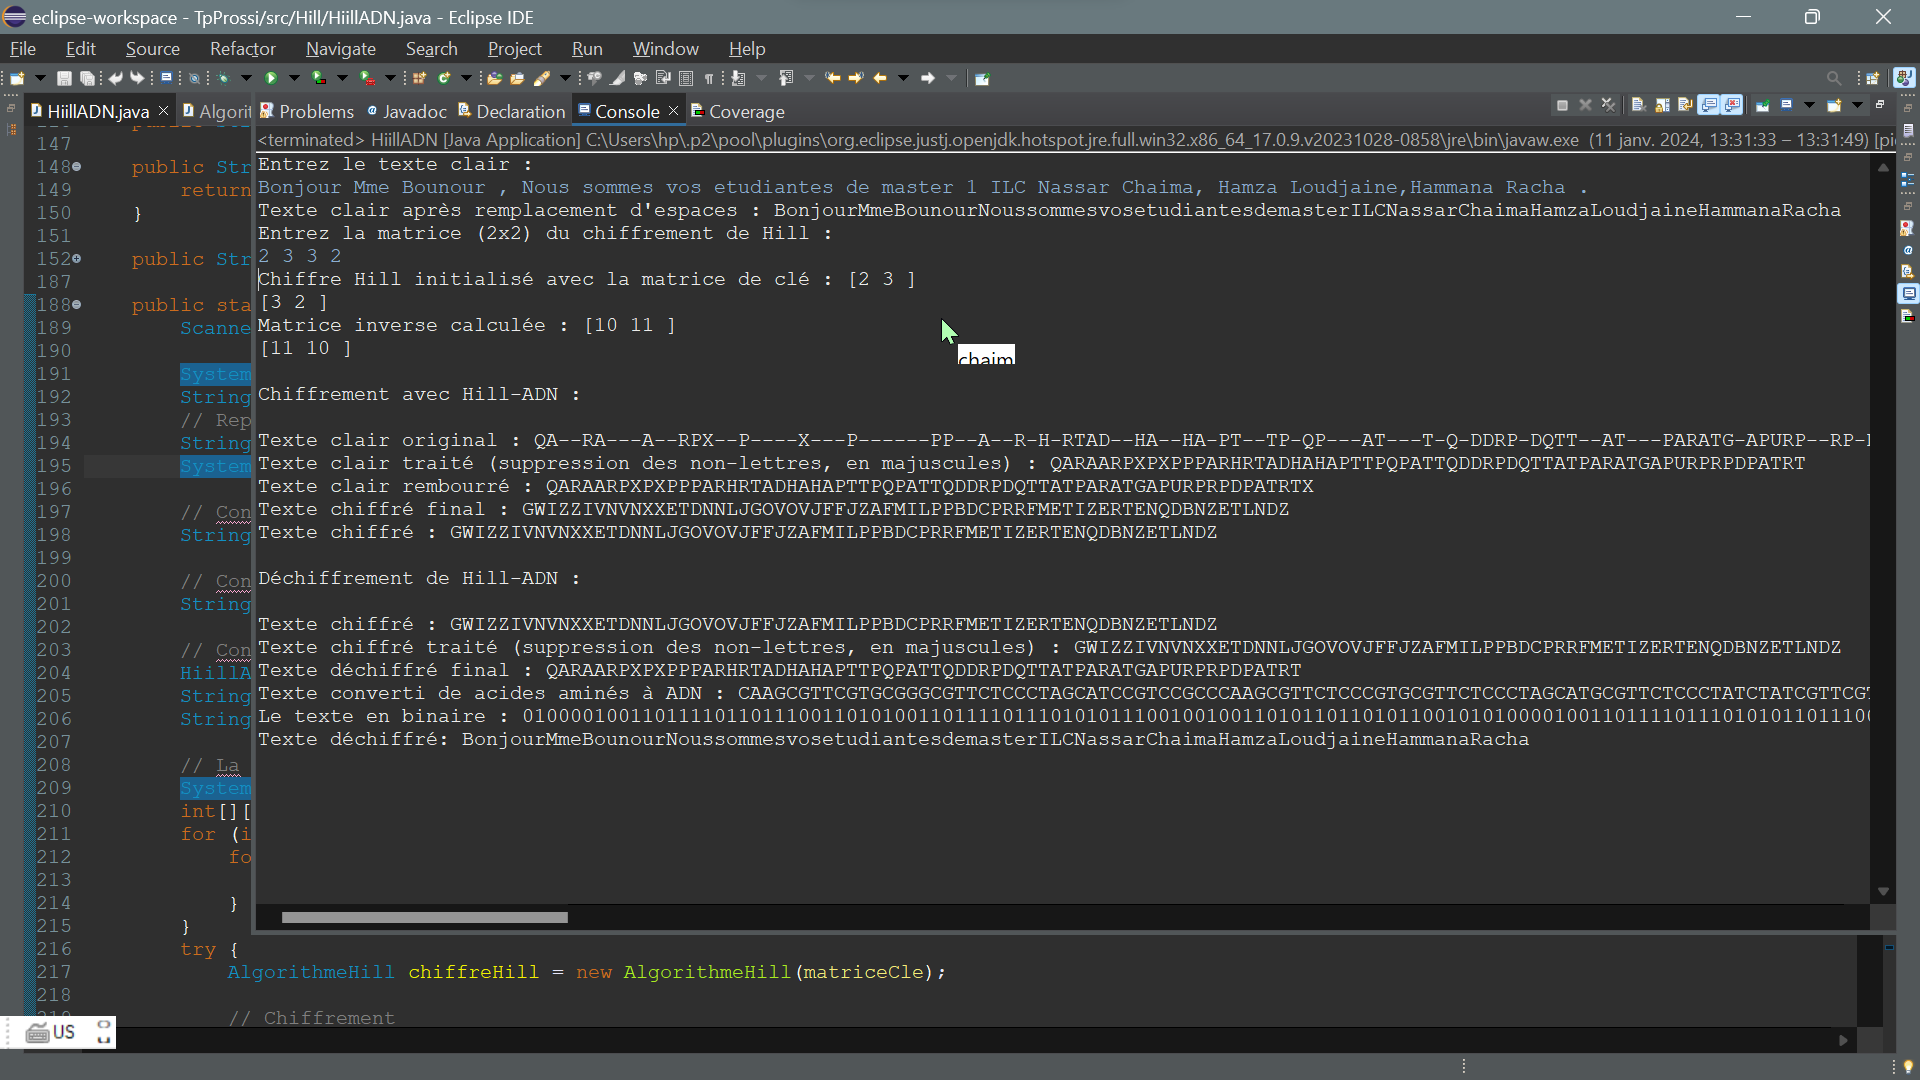 eclipse-workspace - TpProssi/src/Hill/HiillADN.java - Eclipse IDE
File Edit Source Refactor Navigate Search Project Run Window Help
HiillADN.java Algorit Problems Javadoc Declaration Console Coverage
<terminated> HiillADN [Java Application] C:\Users\hp\.p2\pool\plugins\org.eclipse.justj.openjdk.hotspot.jre.full.win32.x86_64_17.0.9.v20231028-0858\jre\bin\javaw.exe (11 janv. 2024, 13:31:33 – 13:31:49) [pi
Entrez le texte clair :
Bonjour Mme Bounour , Nous sommes vos etudiantes de master 1 ILC Nassar Chaima, Hamza Loudjaine,Hammana Racha .
Texte clair après remplacement d'espaces : BonjourMmeBounourNoussommesvosetudiantesdemasterILCNassarChaimaHamzaLoudjaineHammanaRacha
Entrez la matrice (2x2) du chiffrement de Hill :
2 3 3 2
Chiffre Hill initialisé avec la matrice de clé : [2 3 ]
[3 2 ]
Matrice inverse calculée : [10 11 ]
[11 10 ]
chaim
Chiffrement avec Hill-ADN :
Texte clair original : QA--RA---A--RPX--P----X---P------PP--A--R-H-RTAD--HA--HA-PT--TP-QP---AT---T-Q-DDRP-DQTT--AT---PARATG-APURP--RP-
Texte clair traité (suppression des non-lettres, en majuscules) : QARAARPXPXPPPARHRTADHAHAPTTPQPATTQDDRPDQTTATPARATGAPURPRPDPATRT
Texte clair rembourré : QARAARPXPXPPPARHRTADHAHAPTTPQPATTQDDRPDQTTATPARATGAPURPRPDPATRTX
Texte chiffré final : GWIZZIVNVNXXETDNNLJGOVOVJFFJZAFMILPPBDCPRRFMETIZERTENQDBNZETLNDZ
Texte chiffré : GWIZZIVNVNXXETDNNLJGOVOVJFFJZAFMILPPBDCPRRFMETIZERTENQDBNZETLNDZ
Déchiffrement de Hill-ADN :
Texte chiffré : GWIZZIVNVNXXETDNNLJGOVOVJFFJZAFMILPPBDCPRRFMETIZERTENQDBNZETLNDZ
Texte chiffré traité (suppression des non-lettres, en majuscules) : GWIZZIVNVNXXETDNNLJGOVOVJFFJZAFMILPPBDCPRRFMETIZERTENQDBNZETLNDZ
Texte déchiffré final : QARAARPXPXPPPARHRTADHAHAPTTPQPATTQDDRPDQTTATPARATGAPURPRPDPATRT
Texte converti de acides aminés à ADN : CAAGCGTTCGTGCGGGCGTTCTCCCTAGCATCCGTCCGCCCAAGCGTTCTCCCGTGCGTTCTCCCTAGCATGCGTTCTCCCTATCTATCGTTCG
Le texte en binaire : 0100001001101111011011100110101001101111011101010111001001001101011011010110010101000010011011110111010101101110
Texte déchiffré: BonjourMmeBounourNoussommesvosetudiantesdemasterILCNassarChaimaHamzaLoudjaineHammanaRacha
147
148 public Str
149 return
150 }
151
152 public Str
187
188 public sta
189 Scanne
190
191 System
192 String
193 // Rep
194 String
195 System
196
197 // Con
198 String
199
200 // Con
201 String
202
203 // Con
204 HiillA
205 String
206 String
207
208 // La
209 System
210 int[][
211 for (i
212 fo
213
214 }
215 }
216 try {
217 AlgorithmeHill chiffreHill = new AlgorithmeHill(matriceCle);
218
// Chiffrement
US